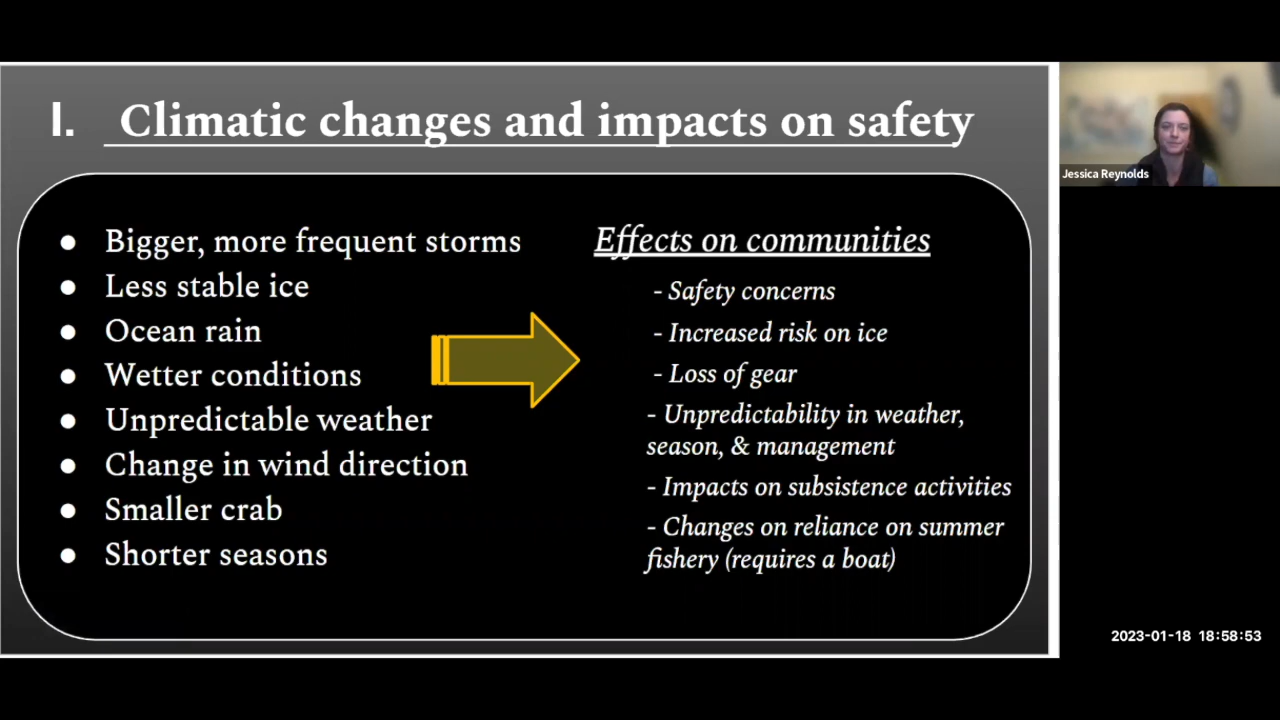 I. Climatic changes and impacts on safety
● Bigger, more frequent storms
● Less stable ice
● Ocean rain
● Wetter conditions
● Unpredictable weather
● Change in wind direction
● Smaller crab
● Shorter seasons
Effects on communities
- Safety concerns
- Increased risk on ice
- Loss of gear
- Unpredictability in weather,
season, & management
- Impacts on subsistence activities
- Changes on reliance on summer
fishery (requires a boat)
Jessica Reynolds
2023-01-18 18:58:53